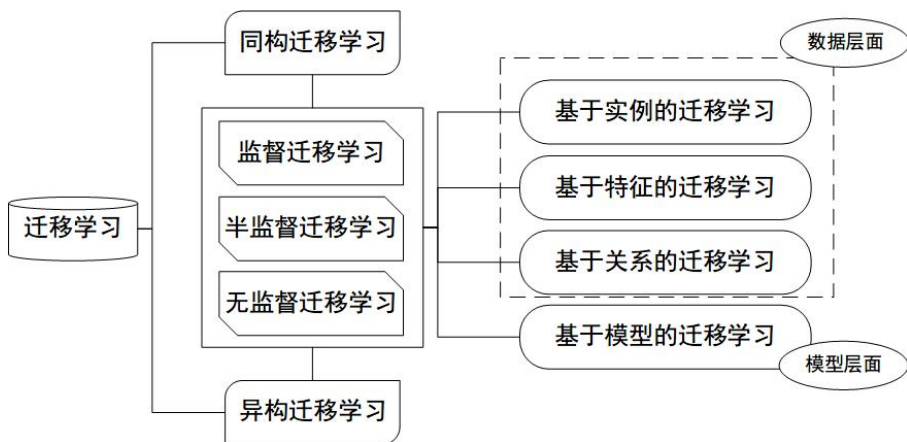 同构迁移学习
数据层面
基于实例的迁移学习
监督迁移学习
基于特征的迁移学习
迁移学习
半监督迁移学习
基于关系的迁移学习
无监督迁移学习
基于模型的迁移学习
模型层面
异构迁移学习